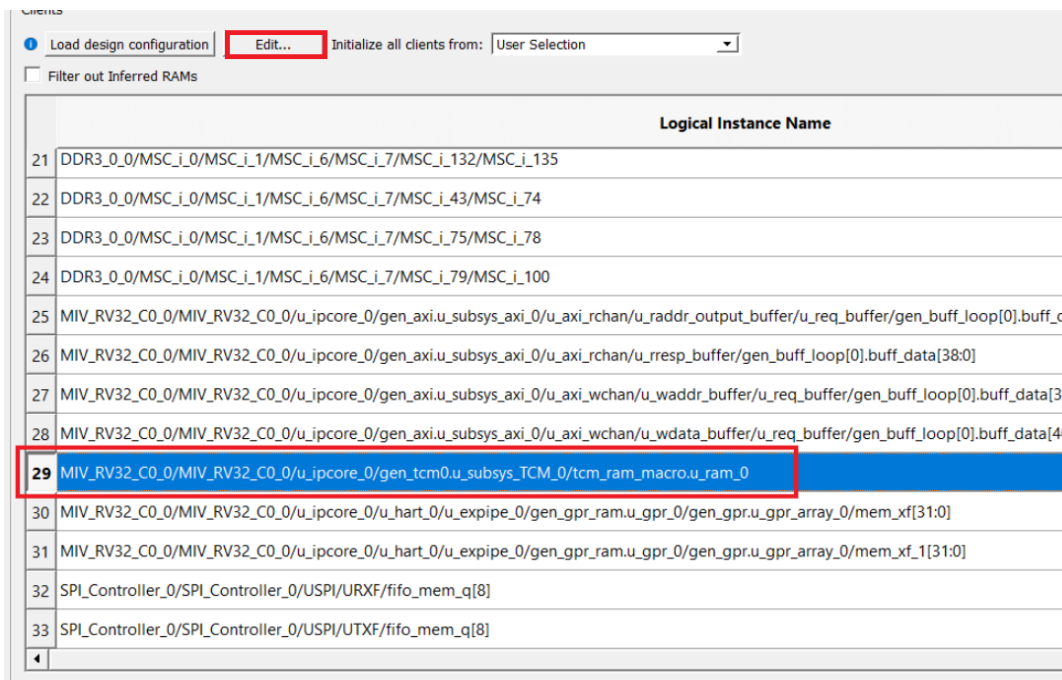 Clients
Load design configuration Edit... Initialize all clients from: User Selection
Filter out Inferred RAMs
Logical Instance Name
21 DDR3_0_0/MSC_i_0/MSC_i_1/MSC_i_6/MSC_i_7/MSC_i_132/MSC_i_135
22 DDR3_0_0/MSC_i_0/MSC_i_1/MSC_i_6/MSC_i_7/MSC_i_43/MSC_i_74
23 DDR3_0_0/MSC_i_0/MSC_i_1/MSC_i_6/MSC_i_7/MSC_i_75/MSC_i_78
24 DDR3_0_0/MSC_i_0/MSC_i_1/MSC_i_6/MSC_i_7/MSC_i_79/MSC_i_100
25 MIV_RV32_C0_0/MIV_RV32_C0_0/u_ipcore_0/gen_axi.u_subsys_axi_0/u_axi_rchan/u_raddr_output_buffer/u_req_buffer/gen_buff_loop[0].buff_
26 MIV_RV32_C0_0/MIV_RV32_C0_0/u_ipcore_0/gen_axi.u_subsys_axi_0/u_axi_rchan/u_rresp_buffer/gen_buff_loop[0].buff_data[38:0]
27 MIV_RV32_C0_0/MIV_RV32_C0_0/u_ipcore_0/gen_axi.u_subsys_axi_0/u_axi_wchan/u_waddr_buffer/u_req_buffer/gen_buff_loop[0].buff_data[3
28 MIV_RV32_C0_0/MIV_RV32_C0_0/u_ipcore_0/gen_axi.u_subsys_axi_0/u_axi_wchan/u_wdata_buffer/u_req_buffer/gen_buff_loop[0].buff_data[4
29 MIV_RV32_C0_0/MIV_RV32_C0_0/u_ipcore_0/gen_tcm0.u_subsys_TCM_0/tcm_ram_macro.u_ram_0
30 MIV_RV32_C0_0/MIV_RV32_C0_0/u_ipcore_0/u_hart_0/u_expipe_0/gen_gpr_ram.u_gpr_0/gen_gpr.u_gpr_array_0/mem_xf[31:0]
31 MIV_RV32_C0_0/MIV_RV32_C0_0/u_ipcore_0/u_hart_0/u_expipe_0/gen_gpr_ram.u_gpr_0/gen_gpr.u_gpr_array_0/mem_xf_1[31:0]
32 SPI_Controller_0/SPI_Controller_0/USPI/URXF/fifo_mem_q[8]
33 SPI_Controller_0/SPI_Controller_0/USPI/UTXF/fifo_mem_q[8]